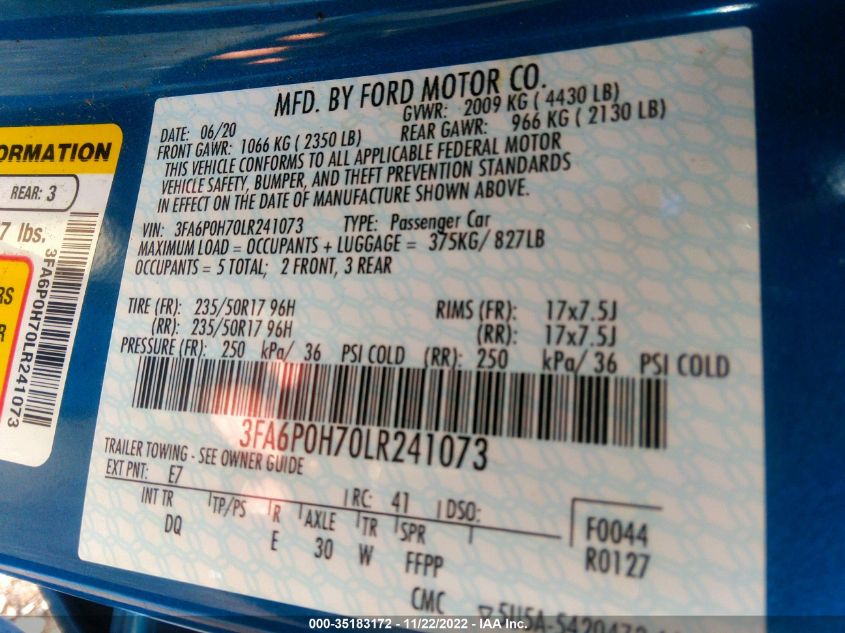 MFD. BY FORD MOTOR CO.
DATE: 06/20 GVWR: 2009 KG ( 4430 LB)
FRONT GAWR: 1066 KG ( 2350 LB) REAR GAWR: 966 KG ( 2130 LB)
THIS VEHICLE CONFORMS TO ALL APPLICABLE FEDERAL MOTOR
VEHICLE SAFETY, BUMPER, AND THEFT PREVENTION STANDARDS
IN EFFECT ON THE DATE OF MANUFACTURE SHOWN ABOVE.
VIN: 3FA6P0H70LR241073 TYPE: Passenger Car
MAXIMUM LOAD = OCCUPANTS + LUGGAGE = 375KG/ 827LB
OCCUPANTS = 5 TOTAL; 2 FRONT, 3 REAR
TIRE (FR): 235/50R17 96H RIMS (FR): 17x7.5J
(RR): 235/50R17 96H (RR): 17x7.5J
PRESSURE (FR): 250 kPa/ 36 PSI COLD (RR): 250 kPa/ 36 PSI COLD
3FA6P0H70LR241073
TRAILER TOWING - SEE OWNER GUIDE
EXT PNT: E7 RC: 41 DSO:
INT TR TP/PS R AXLE TR SPR F0044
DQ E 30 W FFPP R0127
CMC
ORMATION
REAR: 3
7 lbs.
RS
R
3FA6P0H70LR241073
000-35183172 - 11/22/2022 - IAA Inc.